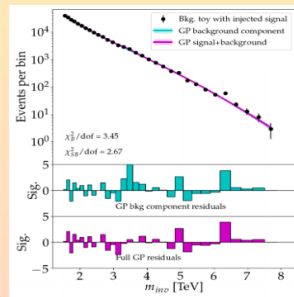 Bkg. toy with injected signal
GP background component
GP signal+background
Events per bin
10⁴
10³
10²
10¹
10⁰
χ²_B/dof = 3.45
χ²_SB/dof = 2.67
Sig.
5
0
GP bkg component residuals
Sig.
5
0
−5
Full GP residuals
2 3 4 5 6 7 8
m_inv [TeV]